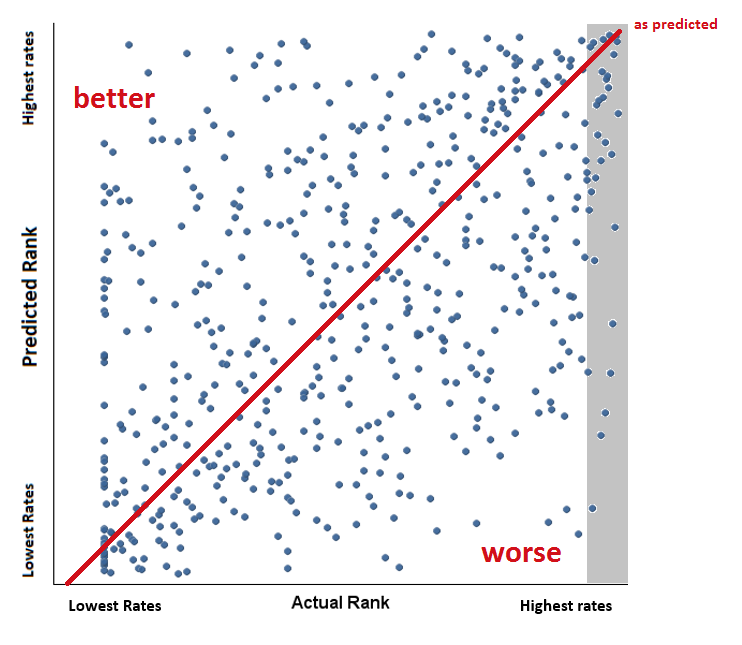 as predicted
Highest rates
better
Predicted Rank
Lowest Rates
worse
Lowest Rates
Actual Rank
Highest rates